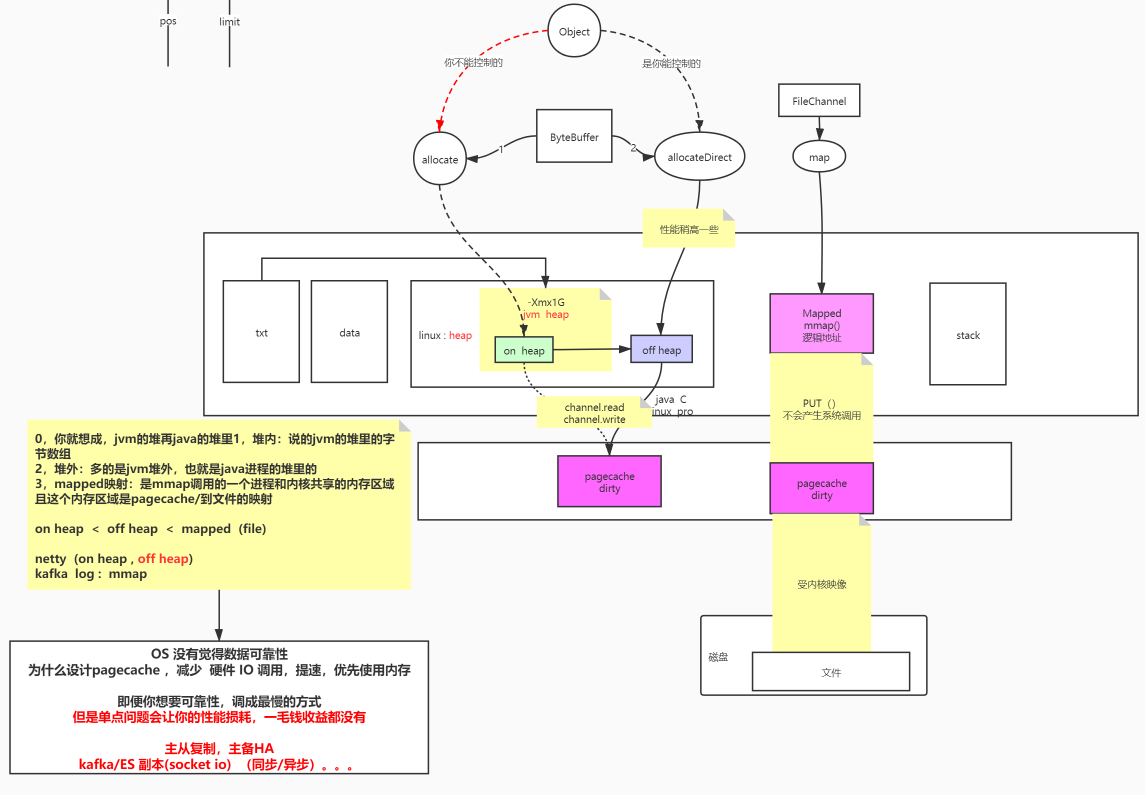 pos
limit
Object
你不能控制的
是你能控制的
FileChannel
ByteBuffer
1
2
allocate
allocateDirect
map
性能稍高一些
txt
data
linux : heap
-Xmx1G
jvm heap
on heap
off heap
Mapped
mmap()
逻辑地址
stack
java C
inux pro
channel.read
channel.write
PUT（）
不会产生系统调用
pagecache
dirty
pagecache
dirty
0，你就想成，jvm的堆再java的堆里1，堆内：说的jvm的堆里的字
节数组
2，堆外：多的是jvm堆外，也就是java进程的堆里的
3，mapped映射：是mmap调用的一个进程和内核共享的内存区域
且这个内存区域是pagecache/到文件的映射
on heap < off heap < mapped（file）
netty（on heap , off heap）
kafka log： mmap
受内核映像
磁盘
文件
OS 没有觉得数据可靠性
为什么设计pagecache ，减少 硬件 IO 调用，提速，优先使用内存
即便你想要可靠性，调成最慢的方式
但是单点问题会让你的性能损耗，一毛钱收益都没有
主从复制，主备HA
kafka/ES 副本(socket io) （同步/异步）。。。